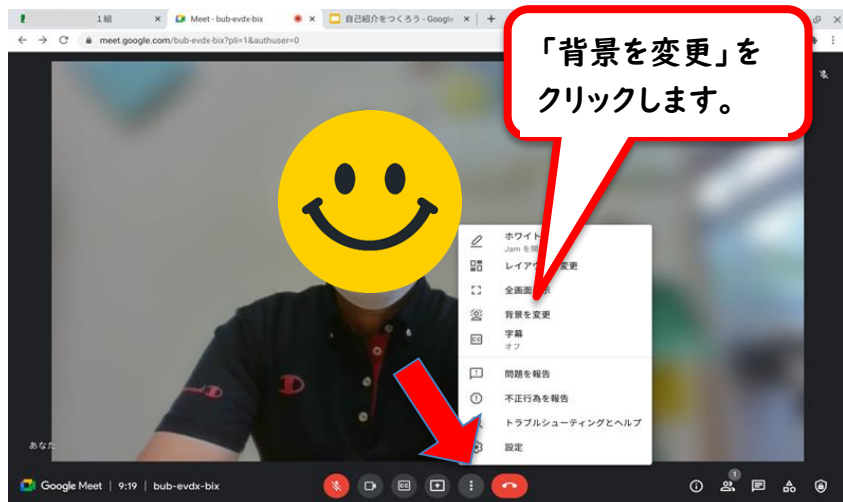 1組
Meet - bub-evdx-bix
自己紹介をつくろう - Google
meet.google.com/bub-evdx-bix?pli=1&authuser=0
「背景を変更」を
クリックします。
ホワイト
Jam を開
レイアウ 変更
全画面 示
背景を変更
字幕
オフ
問題を報告
不正行為を報告
トラブルシューティングとヘルプ
設定
あなた
Google Meet | 9:19 | bub-evdx-bix
1